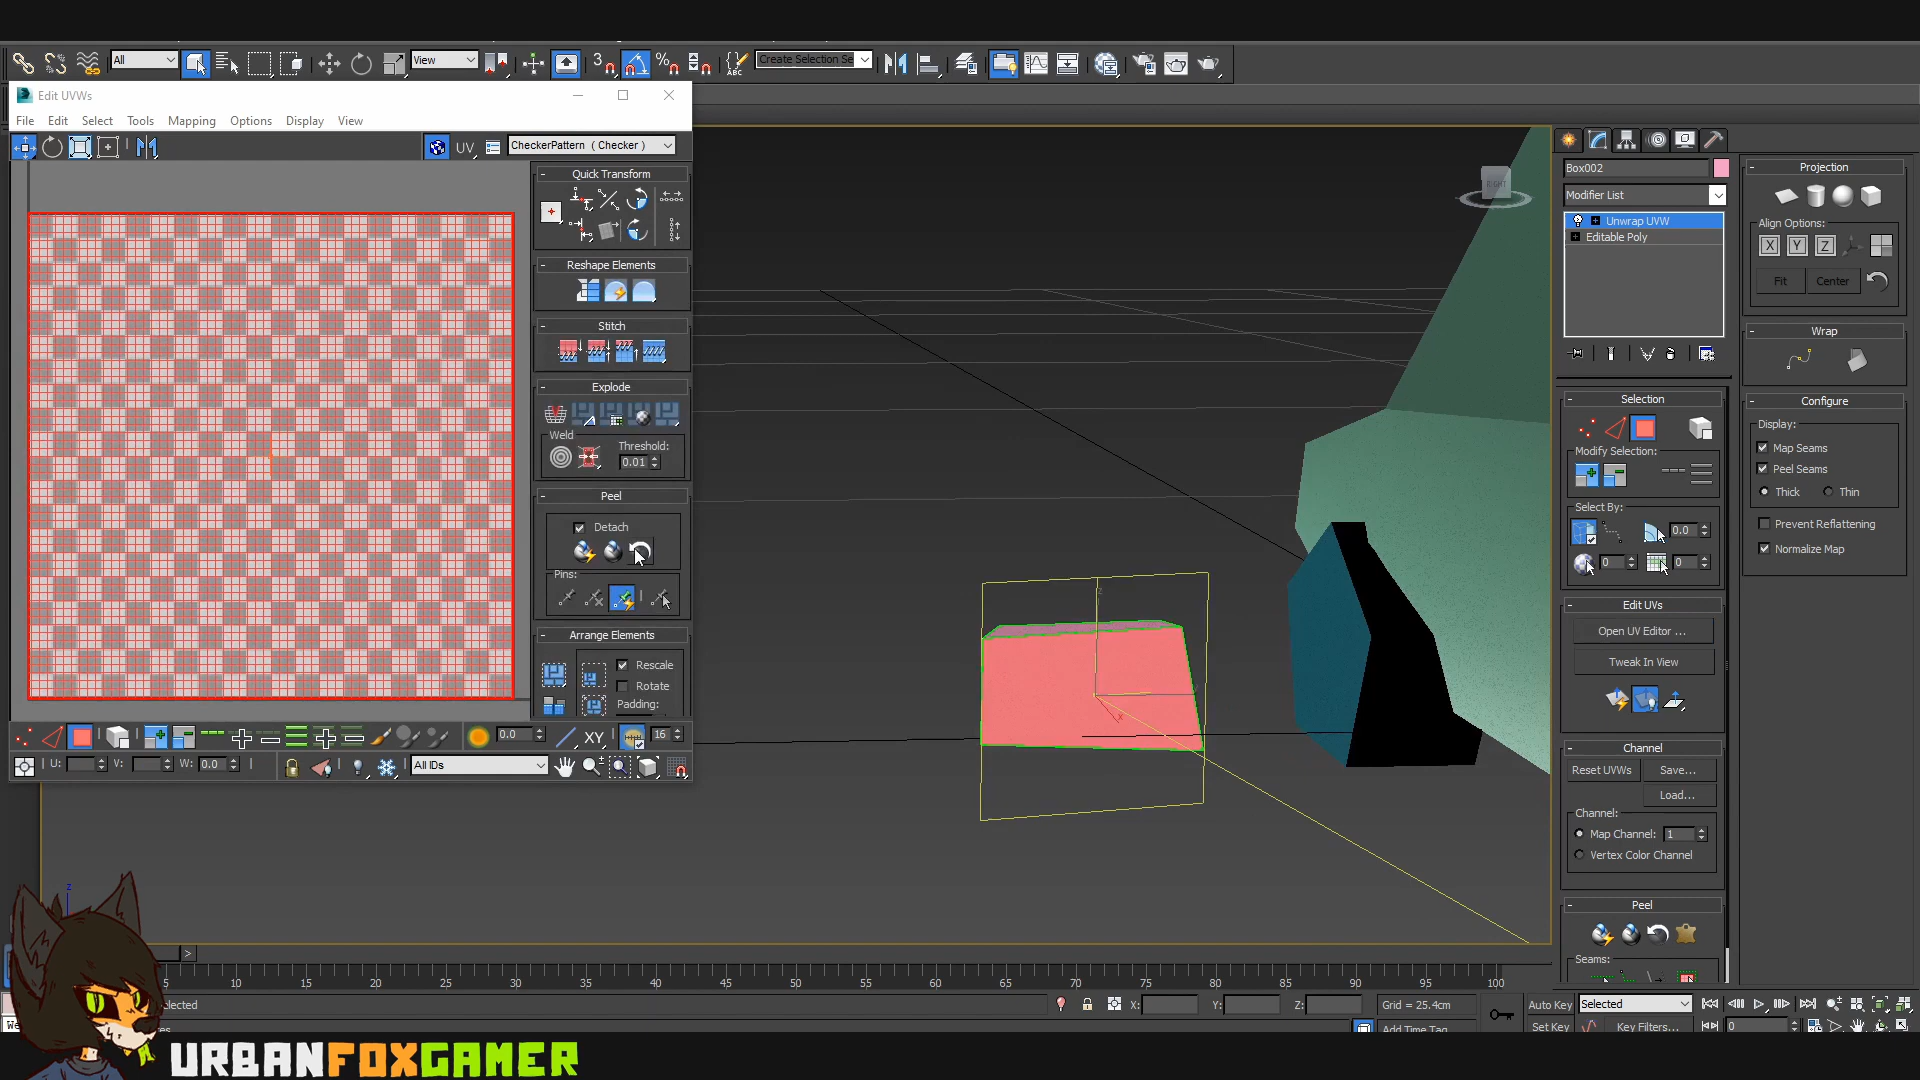 All
View
3
%
ABC
Create Selection Se
Edit UVWs
File Edit Select Tools Mapping Options Display View
UV
CheckerPattern ( Checker )
Quick Transform
Reshape Elements
Stitch
Explode
Weld
Threshold:
0.01
Peel
Detach
Pins:
Arrange Elements
Rescale
Rotate
Padding:
0.0
XY
16
U:
V:
W: 0.0
All IDs
RIGHT
z
x
Box002
Modifier List
Unwrap UVW
Editable Poly
Selection
Modify Selection:
Select By:
0.0
0
0
Edit UVs
Open UV Editor ...
Tweak In View
Channel
Reset UVWs
Save...
Load...
Channel:
Map Channel: 1
Vertex Color Channel
Peel
Seams:
Projection
Align Options:
X Y Z
Fit
Center
Wrap
Configure
Display:
Map Seams
Peel Seams
Thick
Thin
Prevent Reflattening
Normalize Map
z
>
5 10 15 20 25 30 35 40 45 50 55 60 65 70 75 80 85 90 95 100
elected
X:
Y:
Z:
Grid = 25.4cm
Add Time Tag
Auto Key
Selected
Set Key
Key Filters...
0
We
URBANFOXGAMER